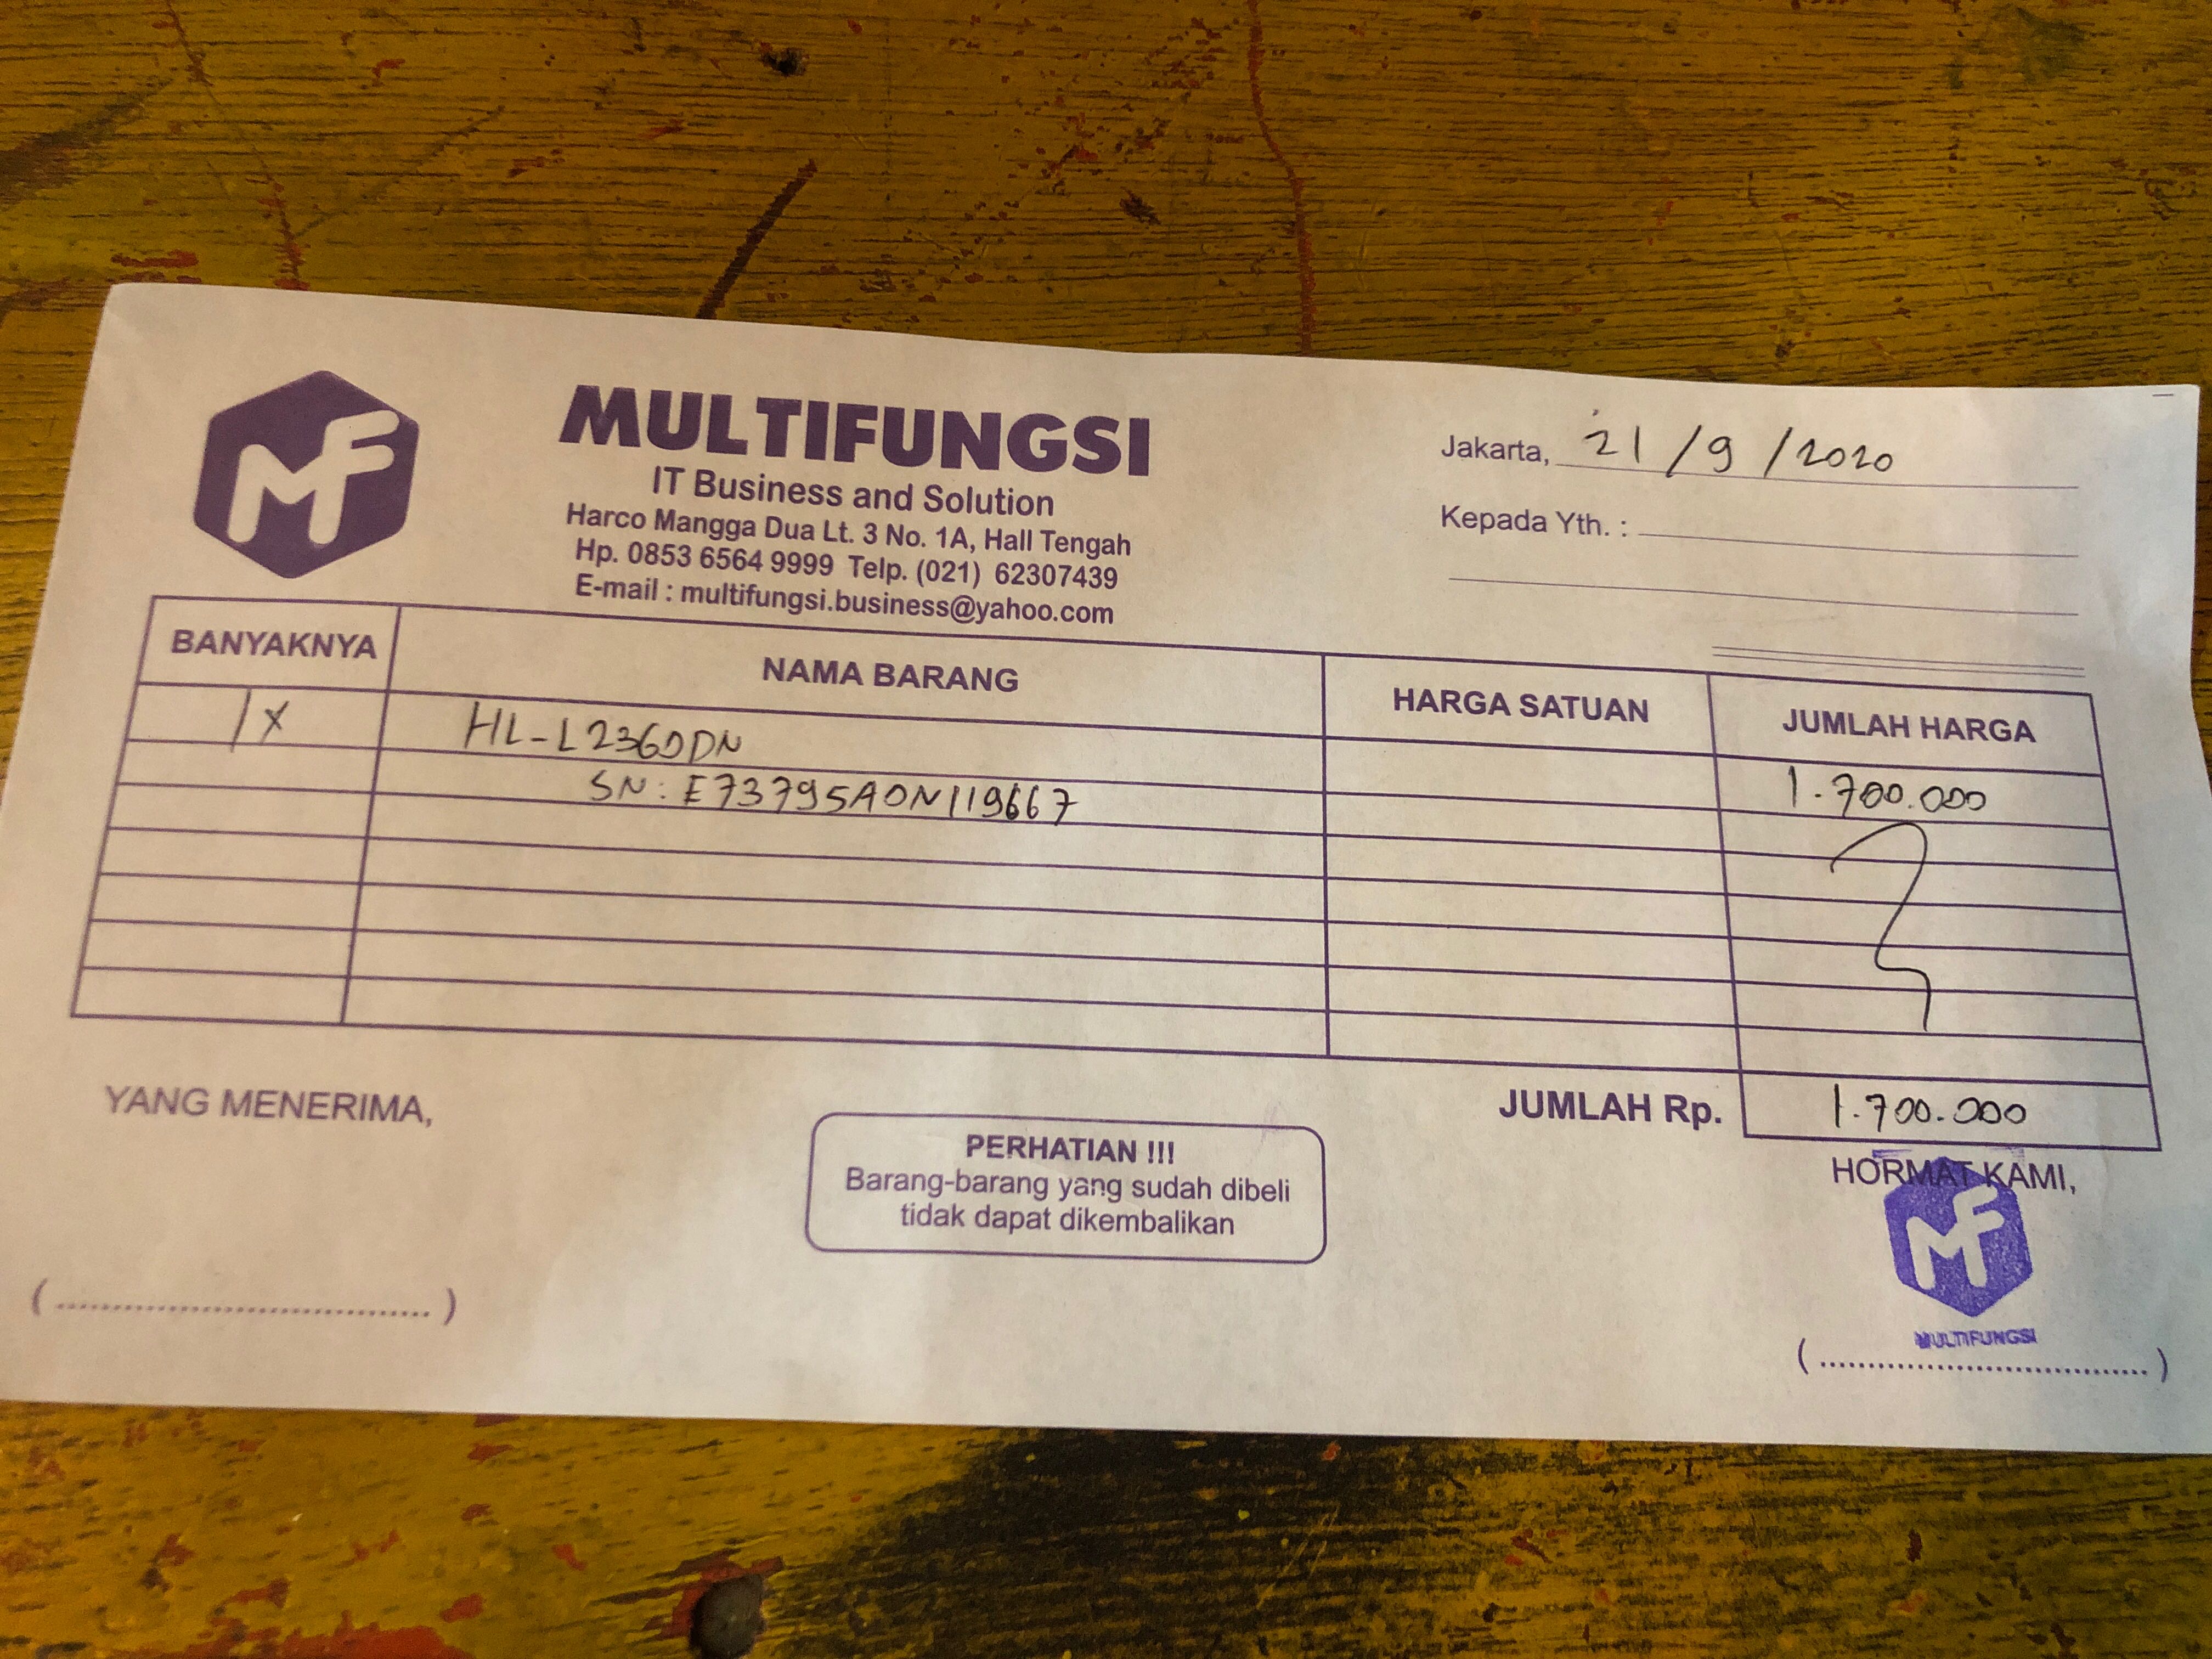 MF
MULTIFUNGSI
IT Business and Solution
Harco Mangga Dua Lt. 3 No. 1A, Hall Tengah
Hp. 0853 6564 9999 Telp. (021) 62307439
E-mail : multifungsi.business@yahoo.com
Jakarta, 21/9/2020
Kepada Yth. :
BANYAKNYA NAMA BARANG HARGA SATUAN JUMLAH HARGA
1x HL-L2360DN 1.700.000
SN: E73795A0N119667
JUMLAH Rp. 1.700.000
YANG MENERIMA,
PERHATIAN !!!
Barang-barang yang sudah dibeli
tidak dapat dikembalikan
HORMAT KAMI,
MF
MULTIFUNGSI
(..................................)
(..................................)